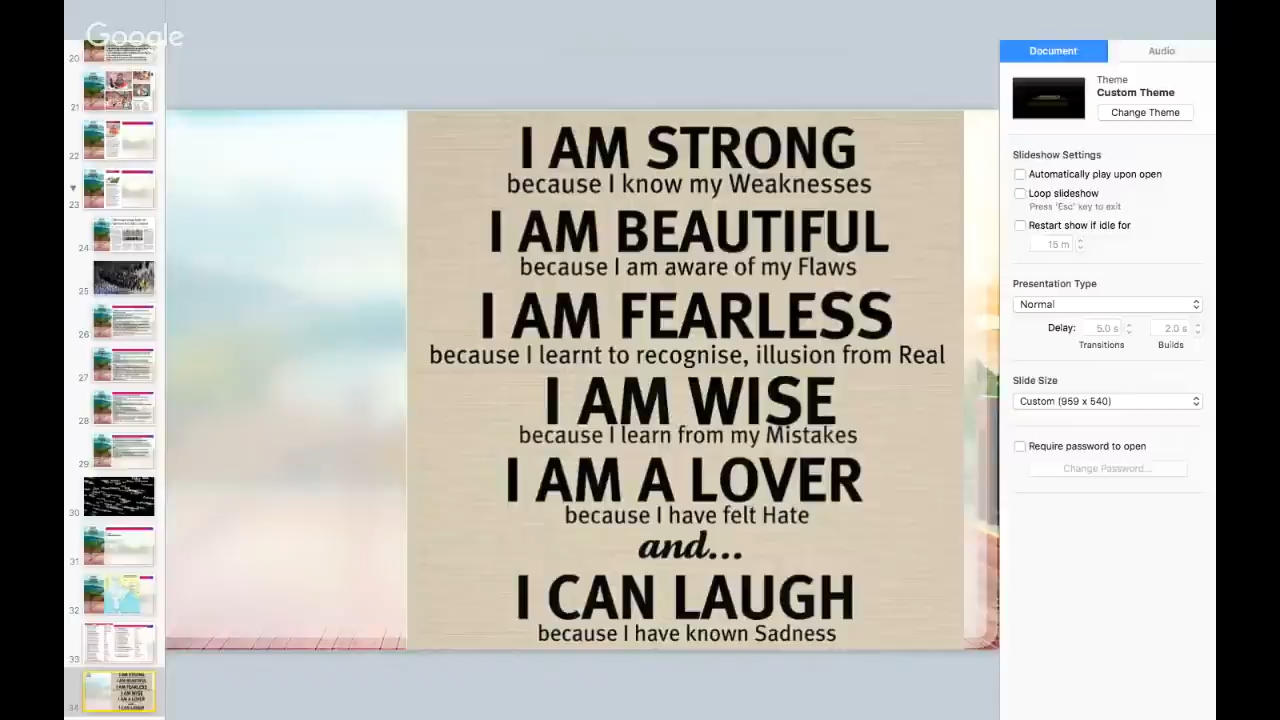 Google
20
21
22
23
24
25
26
27
28
29
30
31
32
33
34
I AM STRONG
because I know my Weaknesses
I AM BEAUTIFUL
because I am aware of my Flaws
I AM FEARLESS
because I learnt to recognise, illusion from Real
I AM WISE
because I learn from my Mistakes
I AM A LOVER
because I have felt Hate
and...
I CAN LAUGH
because I have known Sadness
Document
Audio
Theme
Custom Theme
Change Theme
Slideshow Settings
Automatically play upon open
Loop slideshow
Press 'Esc' key to exit
Restart show if idle for
15 m
Presentation Type
Normal
Delay: 5.0 s 2.0 s
Transitions Builds
Slide Size
Custom (959 x 540)
Require password to open
Change Password...